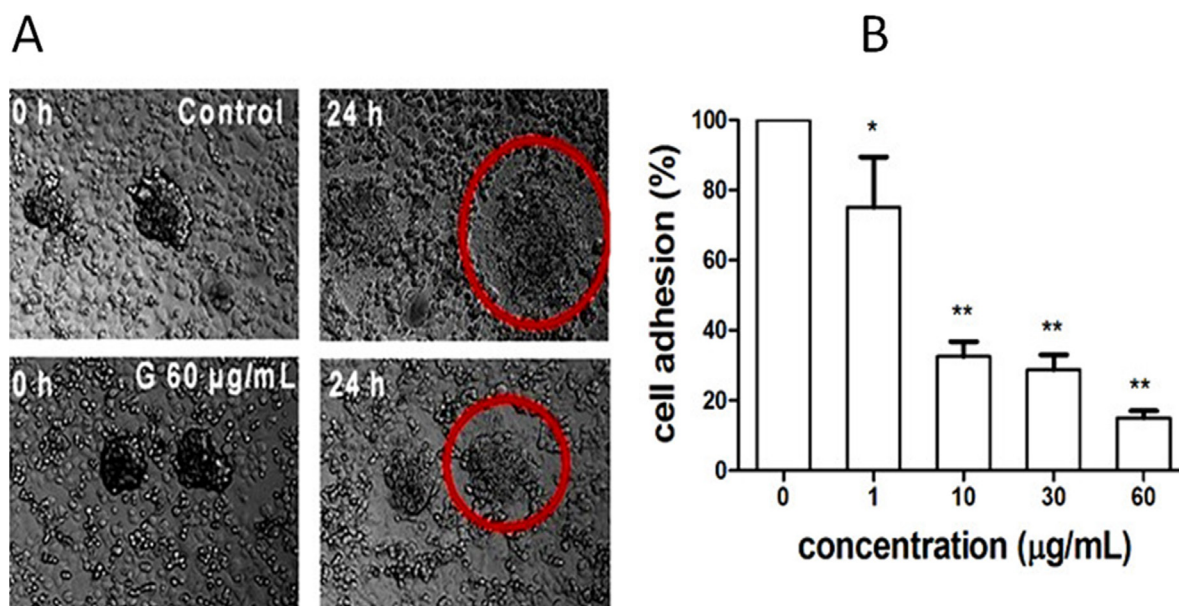 A
B
0 h Control
24 h
0 h G 60 µg/mL
24 h
cell adhesion (%)
100
80
60
40
20
0
*
**
**
**
0 1 10 30 60
concentration (µg/mL)